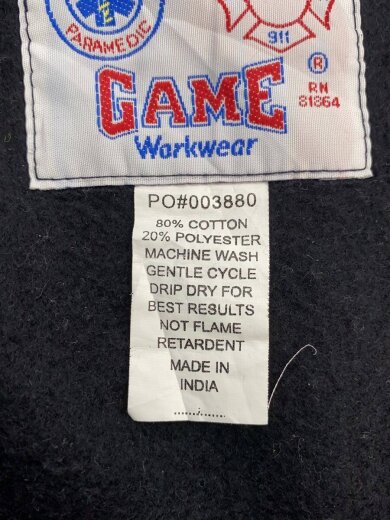 PARAMEDIC
911
GAME ®
Workwear
RN
81864
PO#003880
80% COTTON
20% POLYESTER
MACHINE WASH
GENTLE CYCLE
DRIP DRY FOR
BEST RESULTS
NOT FLAME
RETARDENT
MADE IN
INDIA